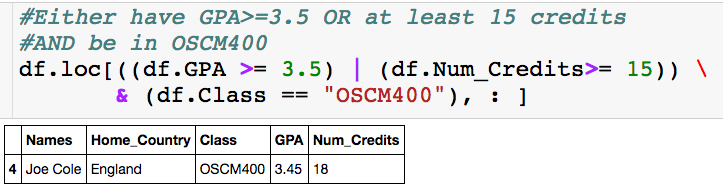 #Either have GPA>=3.5 OR at least 15 credits
#AND be in OSCM400
df.loc[((df.GPA >= 3.5) | (df.Num_Credits>= 15)) \
& (df.Class == "OSCM400"), : ]
Names Home_Country Class GPA Num_Credits
4 Joe Cole England OSCM400 3.45 18